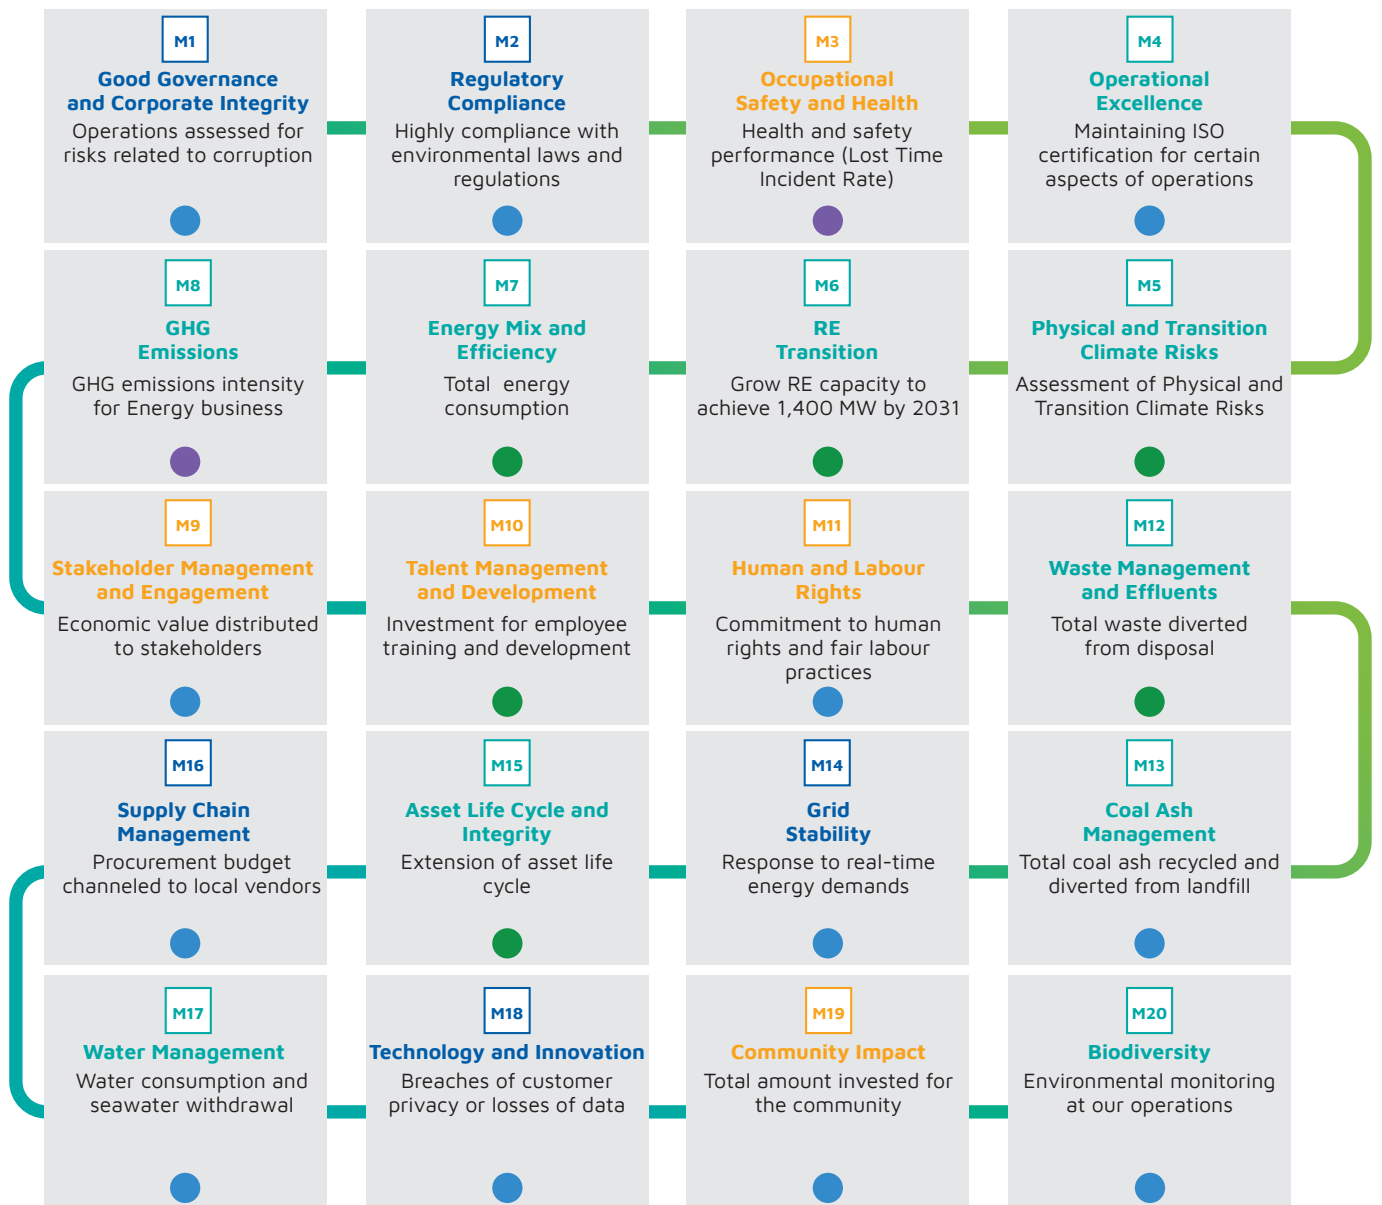 M1
Good Governance
and Corporate Integrity
Operations assessed for
risks related to corruption
M2
Regulatory
Compliance
Highly compliance with
environmental laws and
regulations
M3
Occupational
Safety and Health
Health and safety
performance (Lost Time
Incident Rate)
M4
Operational
Excellence
Maintaining ISO
certification for certain
aspects of operations
M8
GHG
Emissions
GHG emissions intensity
for Energy business
M7
Energy Mix and
Efficiency
Total energy
consumption
M6
RE
Transition
Grow RE capacity to
achieve 1,400 MW by 2031
M5
Physical and Transition
Climate Risks
Assessment of Physical and
Transition Climate Risks
M9
Stakeholder Management
and Engagement
Economic value distributed
to stakeholders
M10
Talent Management
and Development
Investment for employee
training and development
M11
Human and Labour
Rights
Commitment to human
rights and fair labour
practices
M12
Waste Management
and Effluents
Total waste diverted
from disposal
M16
Supply Chain
Management
Procurement budget
channeled to local vendors
M15
Asset Life Cycle and
Integrity
Extension of asset life
cycle
M14
Grid
Stability
Response to real-time
energy demands
M13
Coal Ash
Management
Total coal ash recycled and
diverted from landfill
M17
Water Management
Water consumption and
seawater withdrawal
M18
Technology and Innovation
Breaches of customer
privacy or losses of data
M19
Community Impact
Total amount invested for
the community
M20
Biodiversity
Environmental monitoring
at our operations